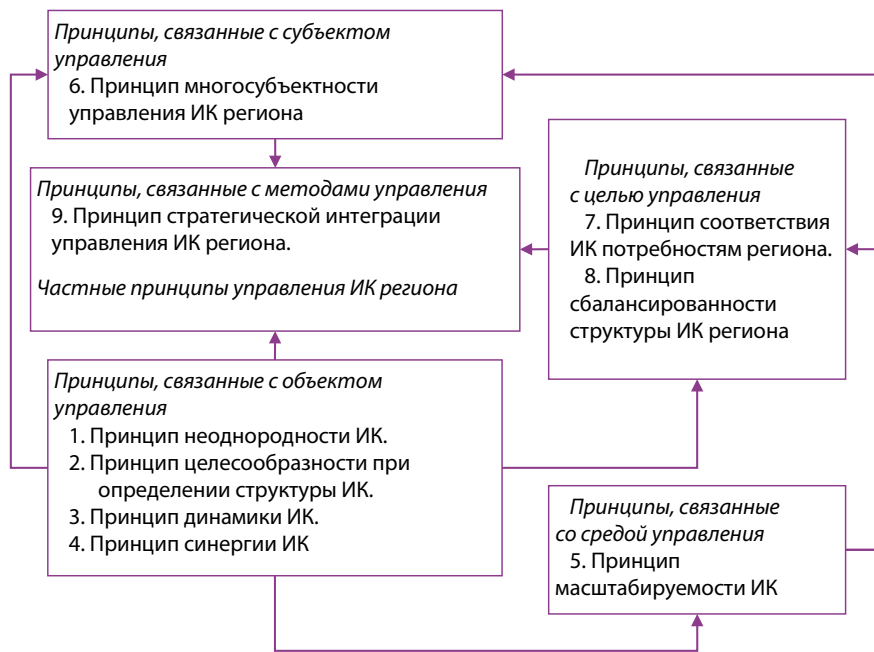 Принципы, связанные с субъектом
управления
6. Принцип многосубъектности
управления ИК региона
Принципы, связанные с методами управления
9. Принцип стратегической интеграции
управления ИК региона.
Частные принципы управления ИК региона
Принципы, связанные
с целью управления
7. Принцип соответствия
ИК потребностям региона.
8. Принцип
сбалансированности
структуры ИК региона
Принципы, связанные с объектом
управления
1. Принцип неоднородности ИК.
2. Принцип целесообразности при
определении структуры ИК.
3. Принцип динамики ИК.
4. Принцип синергии ИК
Принципы, связанные
со средой управления
5. Принцип
масштабируемости ИК